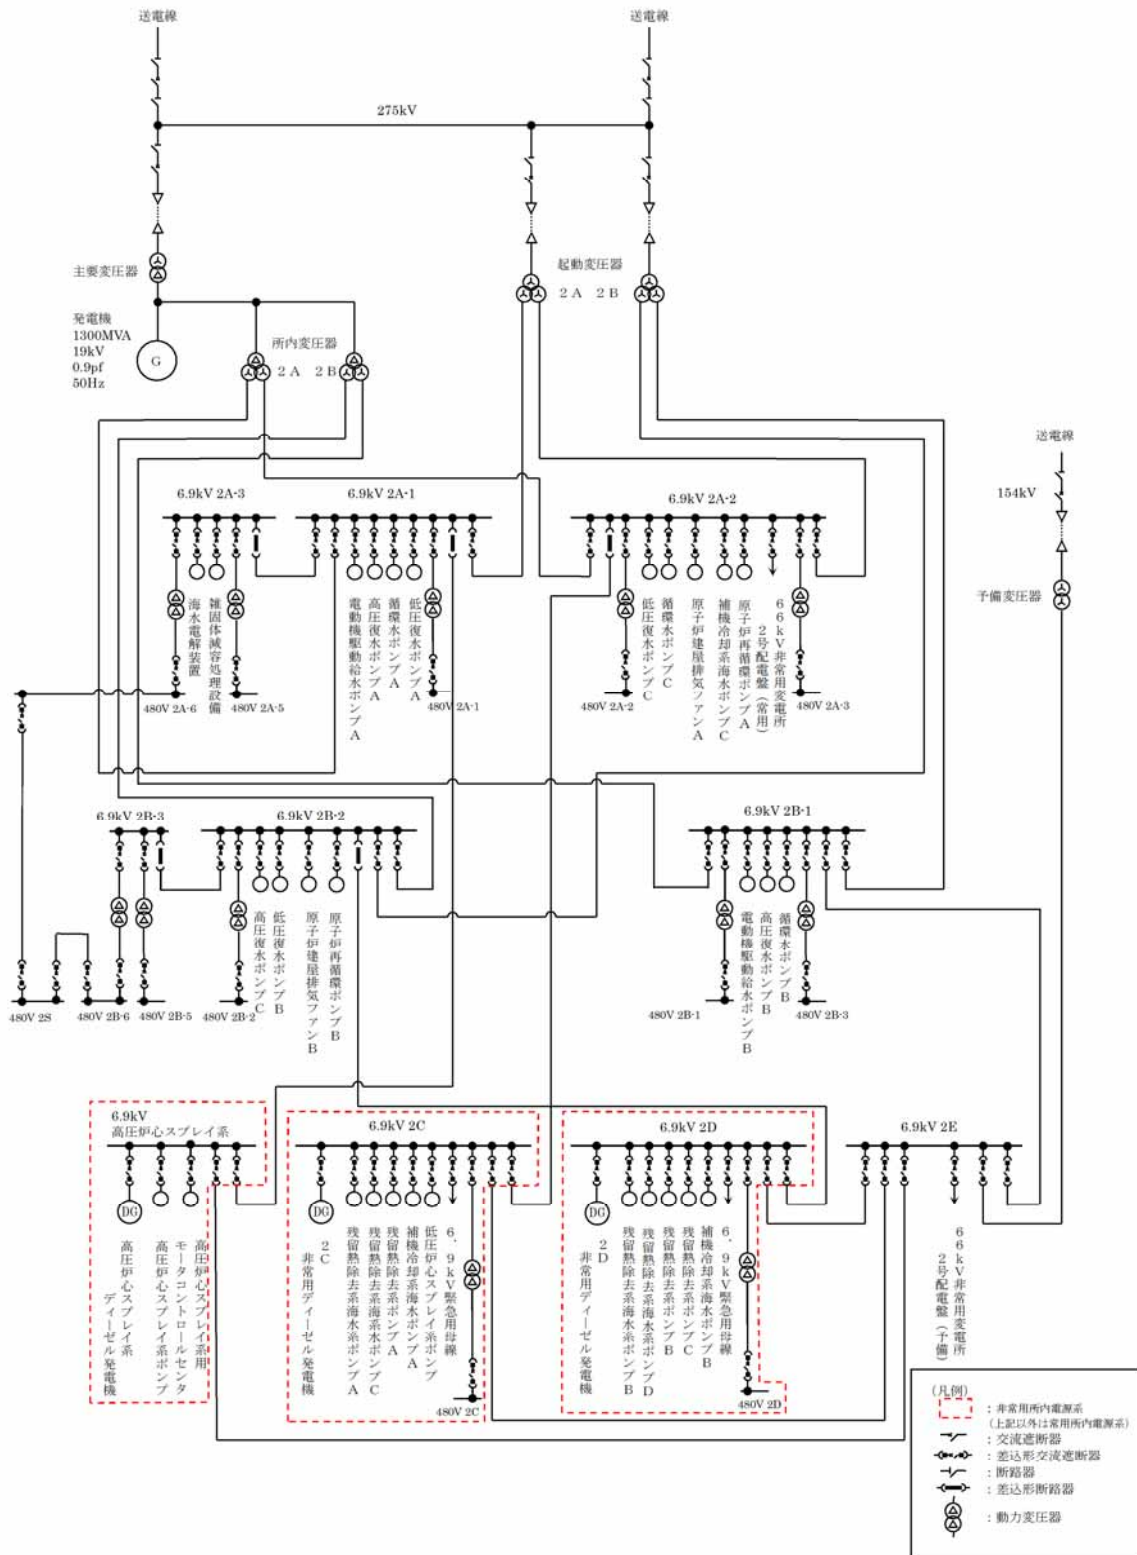 送電線
送電線
275kV
主要変圧器
起動変圧器
2A 2B
発電機
1300MVA
19kV
0.9pf
50Hz
G
所内変圧器
2A 2B
送電線
154kV
予備変圧器
6.9kV 2A-3
6.9kV 2A-1
6.9kV 2A-2
海水電解装置
雑固体減容処理設備
電動機駆動給水ポンプA
高圧復水ポンプA
循環水ポンプA
低圧復水ポンプA
低圧復水ポンプC
循環水ポンプC
原子炉建屋排気ファンA
補機冷却系海水ポンプC
原子炉再循環ポンプA
66kV非常用変電所
2号配電盤(常用)
480V 2A-6
480V 2A-5
480V 2A-1
480V 2A-2
480V 2A-3
6.9kV 2B-3
6.9kV 2B-2
6.9kV 2B-1
高圧復水ポンプC
低圧復水ポンプB
原子炉建屋排気ファンB
原子炉再循環ポンプB
電動機駆動給水ポンプB
高圧復水ポンプB
循環水ポンプB
480V 2S
480V 2B-6
480V 2B-5
480V 2B-2
480V 2B-1
480V 2B-3
6.9kV
高圧炉心スプレイ系
6.9kV 2C
6.9kV 2D
6.9kV 2E
DG
DG
DG
高圧炉心スプレイ系
ディーゼル発電機
高圧炉心スプレイ系ポンプ
高圧炉心スプレイ系用
モータコントロールセンタ
2C
非常用ディーゼル発電機
残留熱除去系海水系ポンプA
残留熱除去系海水系ポンプC
残留熱除去系ポンプA
補機冷却系海水ポンプA
低圧炉心スプレイ系ポンプ
6.9kV緊急用母線
480V 2C
2D
非常用ディーゼル発電機
残留熱除去系海水系ポンプB
残留熱除去系海水系ポンプD
残留熱除去系ポンプB
残留熱除去系ポンプC
補機冷却系海水ポンプB
6.9kV緊急用母線
480V 2D
66kV非常用変電所
2号配電盤(予備)
(凡例)
:非常用所内電源系
(上記以外は常用所内電源系)
:交流遮断器
:差込形交流遮断器
:断路器
:差込形断路器
:動力変圧器